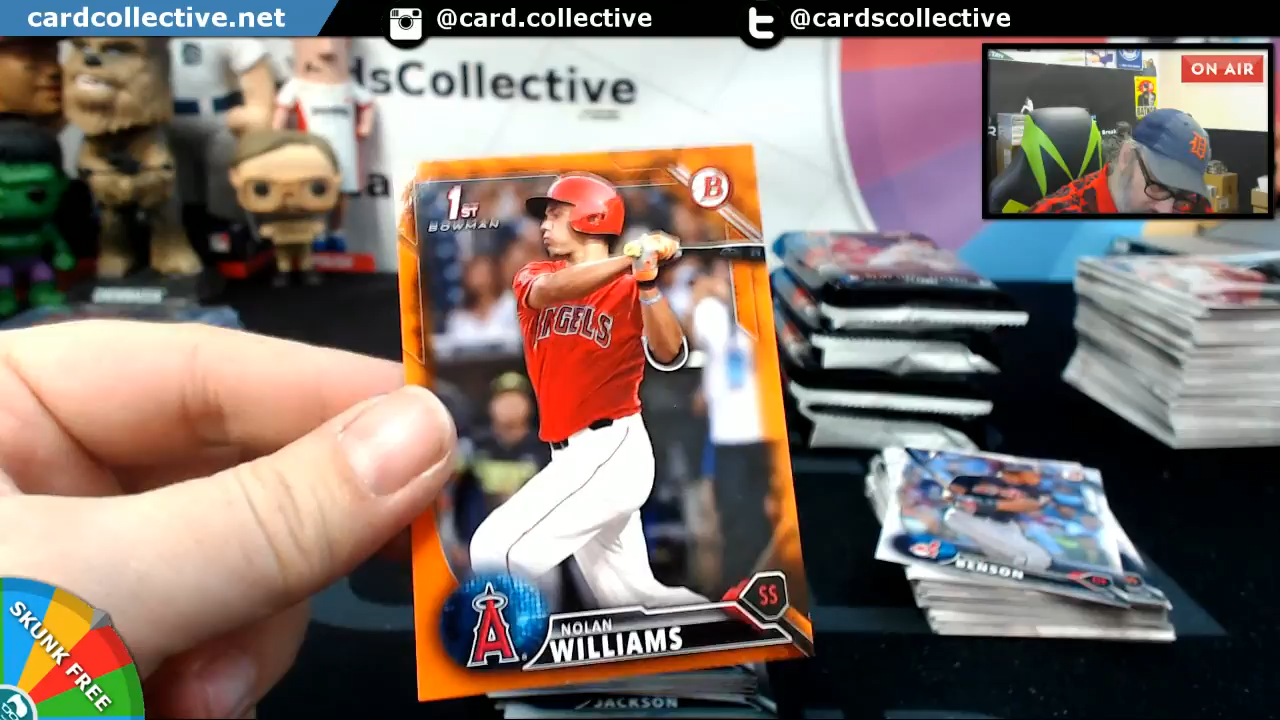 cardcollective.net
@card.collective
@cardscollective
dsCollective
ON AIR
1ST
BOWMAN
B
ANGELS
SS
A
NOLAN
WILLIAMS
BENSON
JACKSON
SKUNK FREE